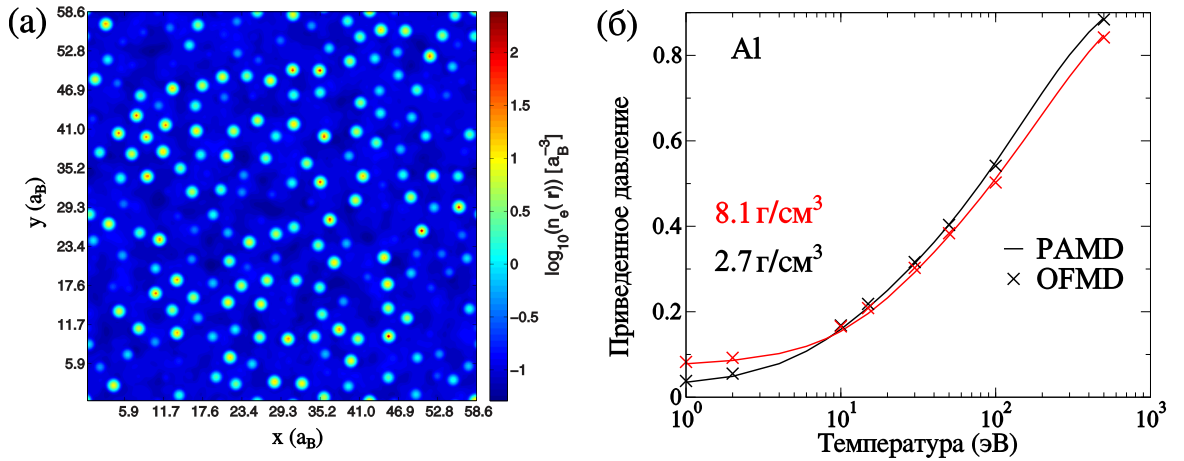 (а)
58.6
52.8
46.9
41.0
35.2
29.3
23.4
17.6
11.7
5.9
y (aB)
5.9 11.7 17.6 23.4 29.3 35.2 41.0 46.9 52.8 58.6
x (aB)
2
1.5
1
0.5
0
−0.5
−1
log10(ne(r)) [aB−3]
(б)
Al
0.8
0.6
0.4
0.2
0
Приведенное давление
8.1 г/см3
2.7 г/см3
PAMD
OFMD
100 101 102 103
Температура (эВ)